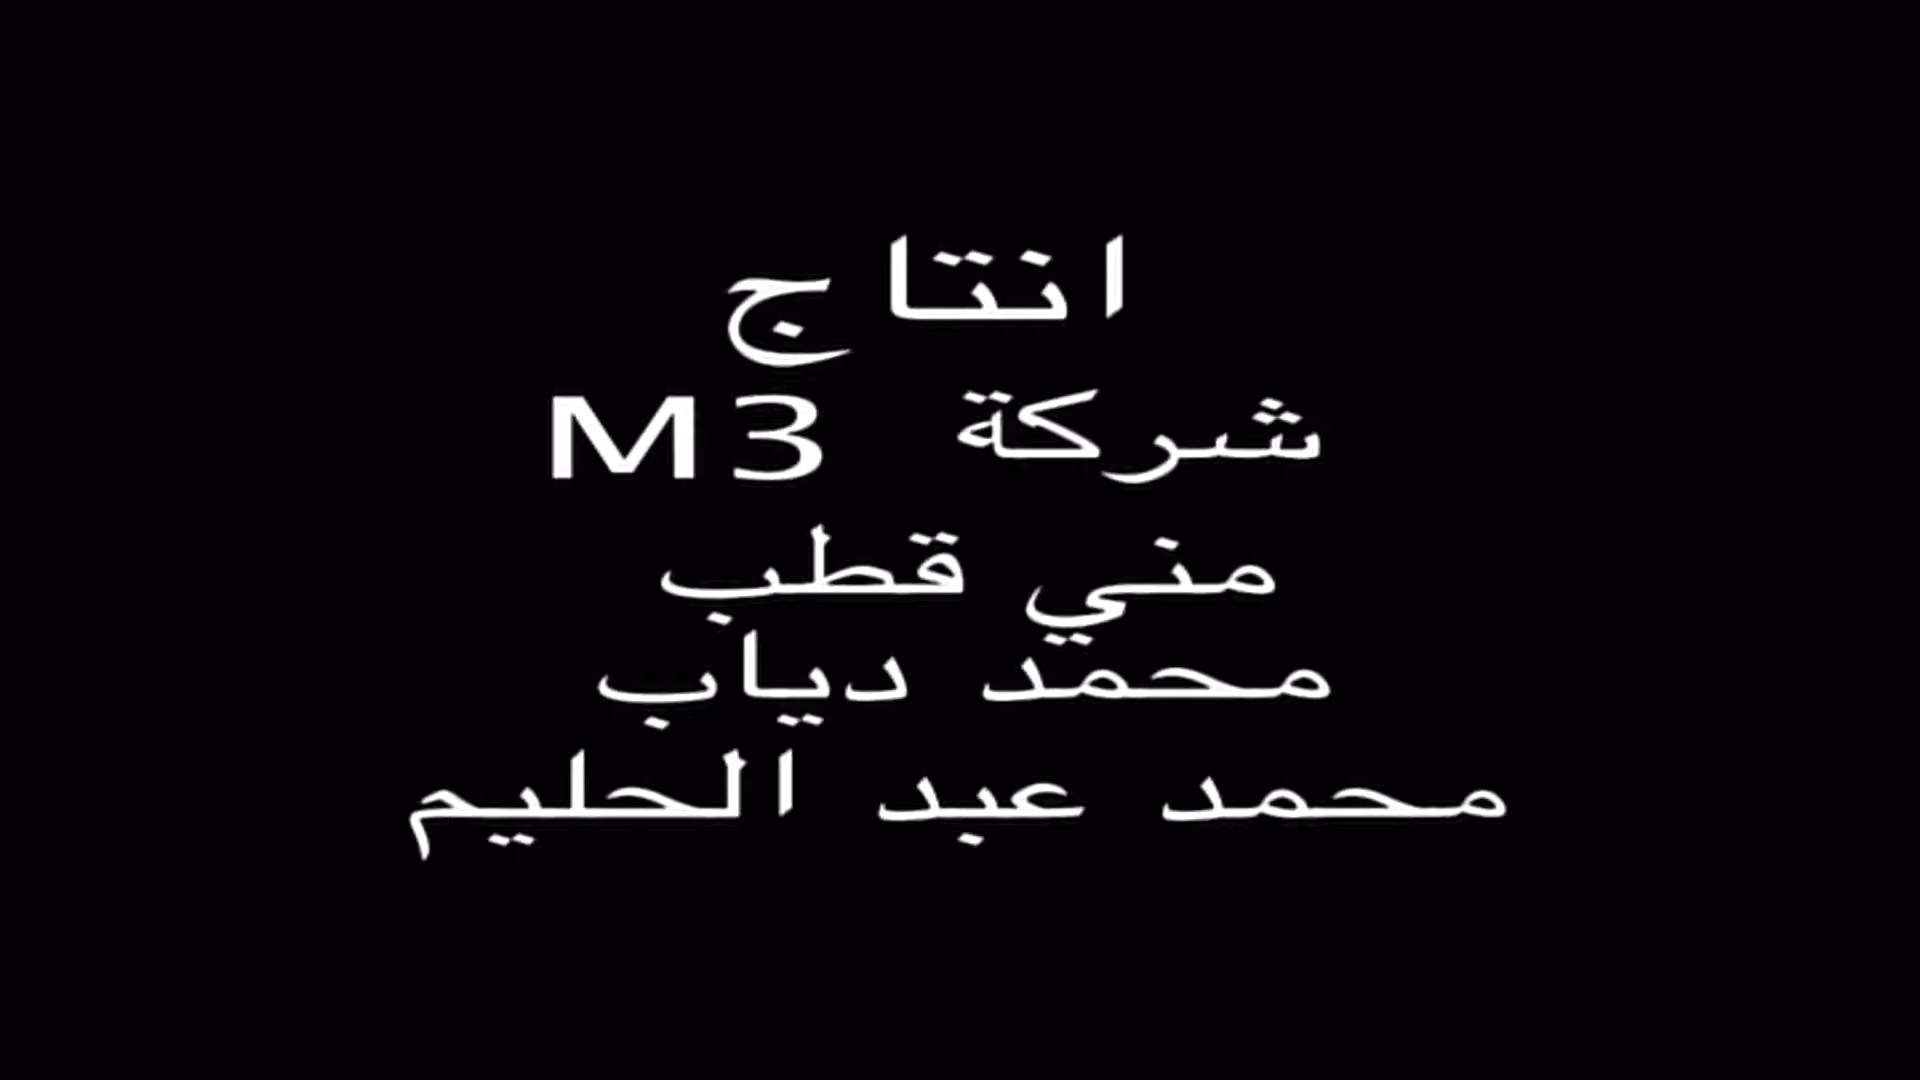 انتاج
شركة M3
مني قطب
محمد دياب
محمد عبد الحليم